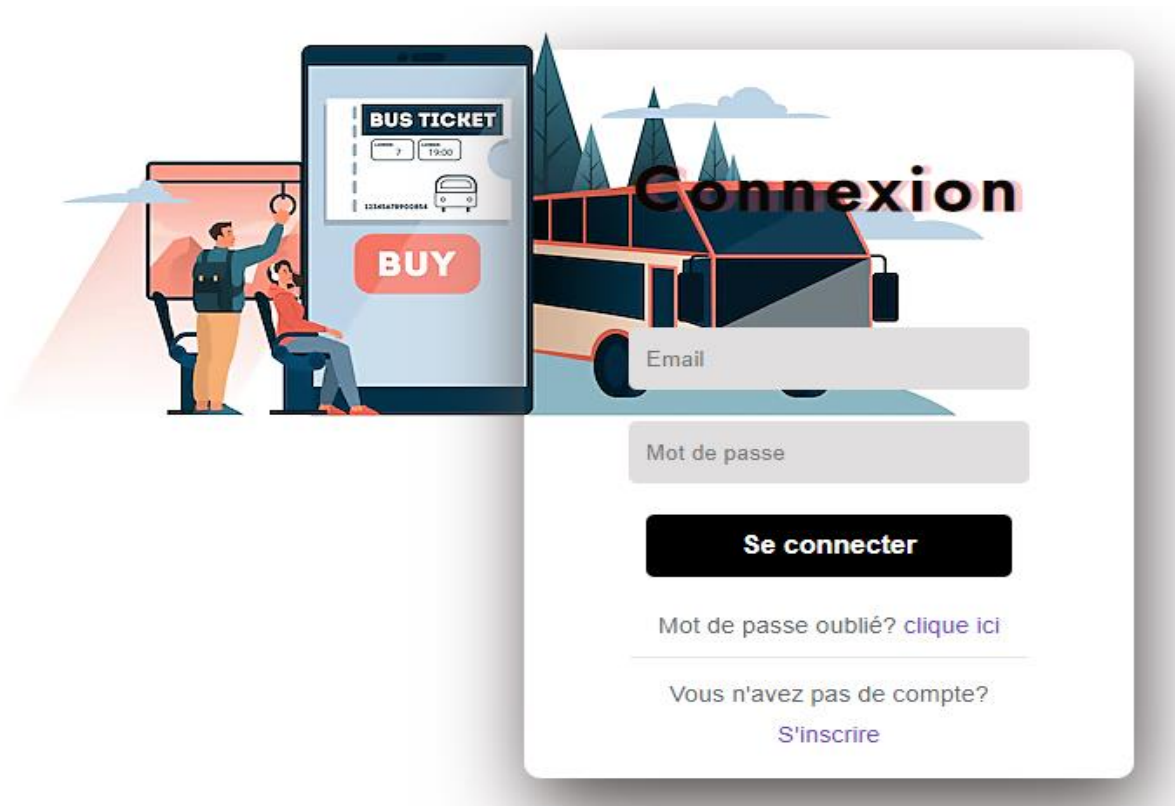 BUS TICKET
7
19:00
BUY
Connexion
Email
Mot de passe
Se connecter
Mot de passe oublié? clique ici
Vous n'avez pas de compte?
S'inscrire